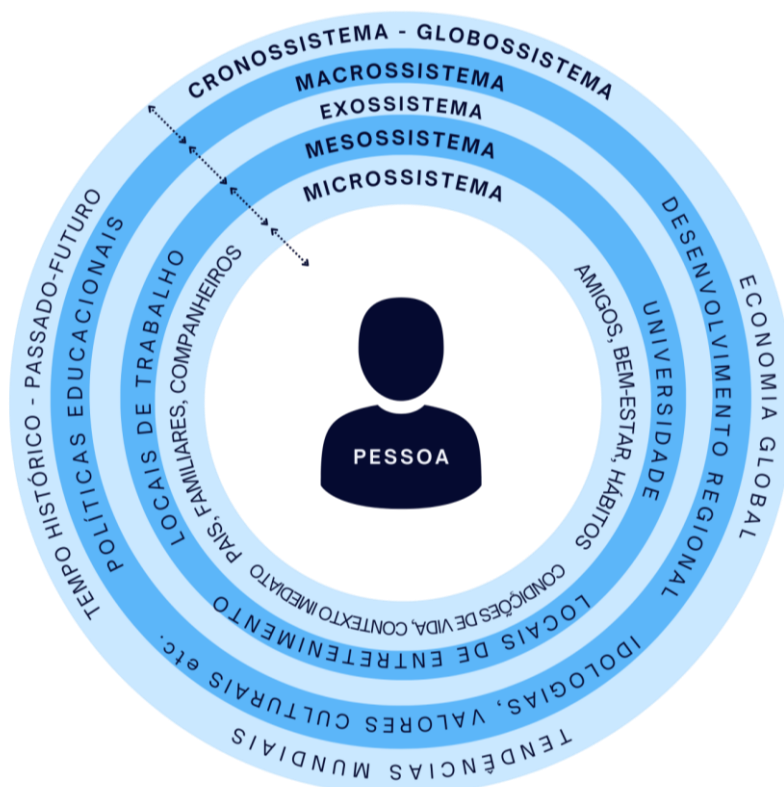 CRONOSSISTEMA - GLOBOSSISTEMA
MACROSSISTEMA
EXOSSISTEMA
MESOSSISTEMA
MICROSSISTEMA
TEMPO HISTÓRICO - PASSADO-FUTURO
POLÍTICAS EDUCACIONAIS
LOCAIS DE TRABALHO
PAIS, FAMILIARES, COMPANHEIROS
AMIGOS, BEM-ESTAR, HÁBITOS
UNIVERSIDADE
DESENVOLVIMENTO REGIONAL
ECONOMIA GLOBAL
PESSOA
CONDIÇÕES DE VIDA, CONTEXTO IMEDIATO
LOCAIS DE ENTRETENIMENTO
IDOLOGIAS, VALORES CULTURAIS etc.
TENDÊNCIAS MUNDIAIS